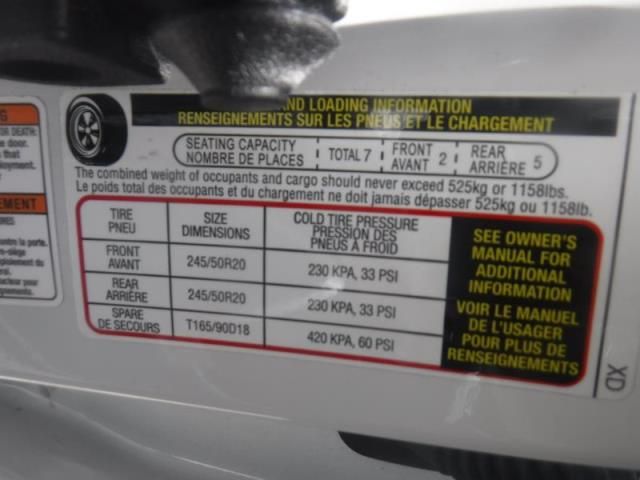 AND LOADING INFORMATION
RENSEIGNEMENTS SUR LES PNEUS ET LE CHARGEMENT
SEATING CAPACITY
NOMBRE DE PLACES
TOTAL 7
FRONT
AVANT 2
REAR
ARRIÈRE 5
The combined weight of occupants and cargo should never exceed 525kg or 1158lbs.
Le poids total des occupants et du chargement ne doit jamais dépasser 525kg ou 1158lb.
TIRE
PNEU
SIZE
DIMENSIONS
COLD TIRE PRESSURE
PRESSION DES
PNEUS À FROID
FRONT
AVANT
245/50R20
230 KPA, 33 PSI
REAR
ARRIÈRE
245/50R20
230 KPA, 33 PSI
SPARE
DE SECOURS
T165/90D18
420 KPA, 60 PSI
SEE OWNER'S
MANUAL FOR
ADDITIONAL
INFORMATION
VOIR LE MANUEL
DE L'USAGER
POUR PLUS DE
RENSEIGNEMENTS
XD
OR DEATH:
door.
that